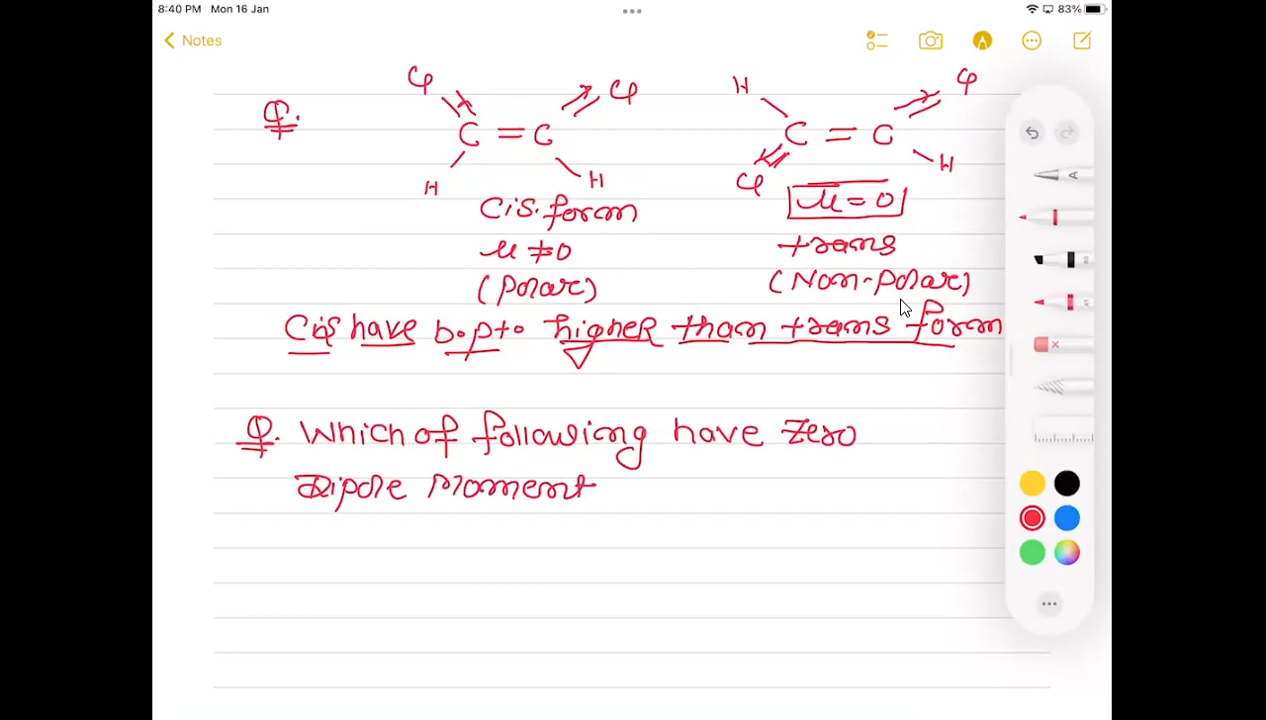 8:40 PM Mon 16 Jan
83%
Notes
Cl Cl H Cl
Q. C = C C = C
H H Cl H
Cis.form μ = 0
μ ≠ 0 trans
(Polar) (Non-polar)
Cis have b.pto higher than trans form
Q. Which of following have zero
Dipole Moment